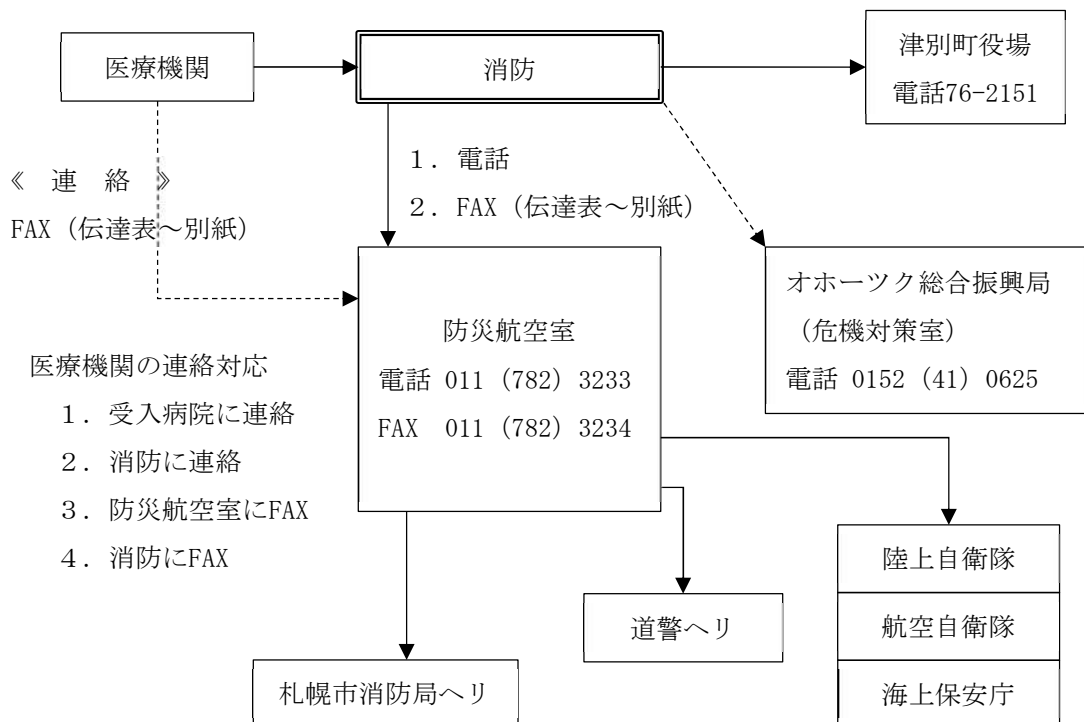 医療機関
消防
津別町役場
電話76-2151
《 連 絡 》
FAX (伝達表～別紙)
1. 電話
2. FAX (伝達表～別紙)
防災航空室
電話 011 (782) 3233
FAX 011 (782) 3234
オホーツク総合振興局
(危機対策室)
電話 0152 (41) 0625
医療機関の連絡対応
1. 受入病院に連絡
2. 消防に連絡
3. 防災航空室にFAX
4. 消防にFAX
陸上自衛隊
航空自衛隊
海上保安庁
道警ヘリ
札幌市消防局ヘリ